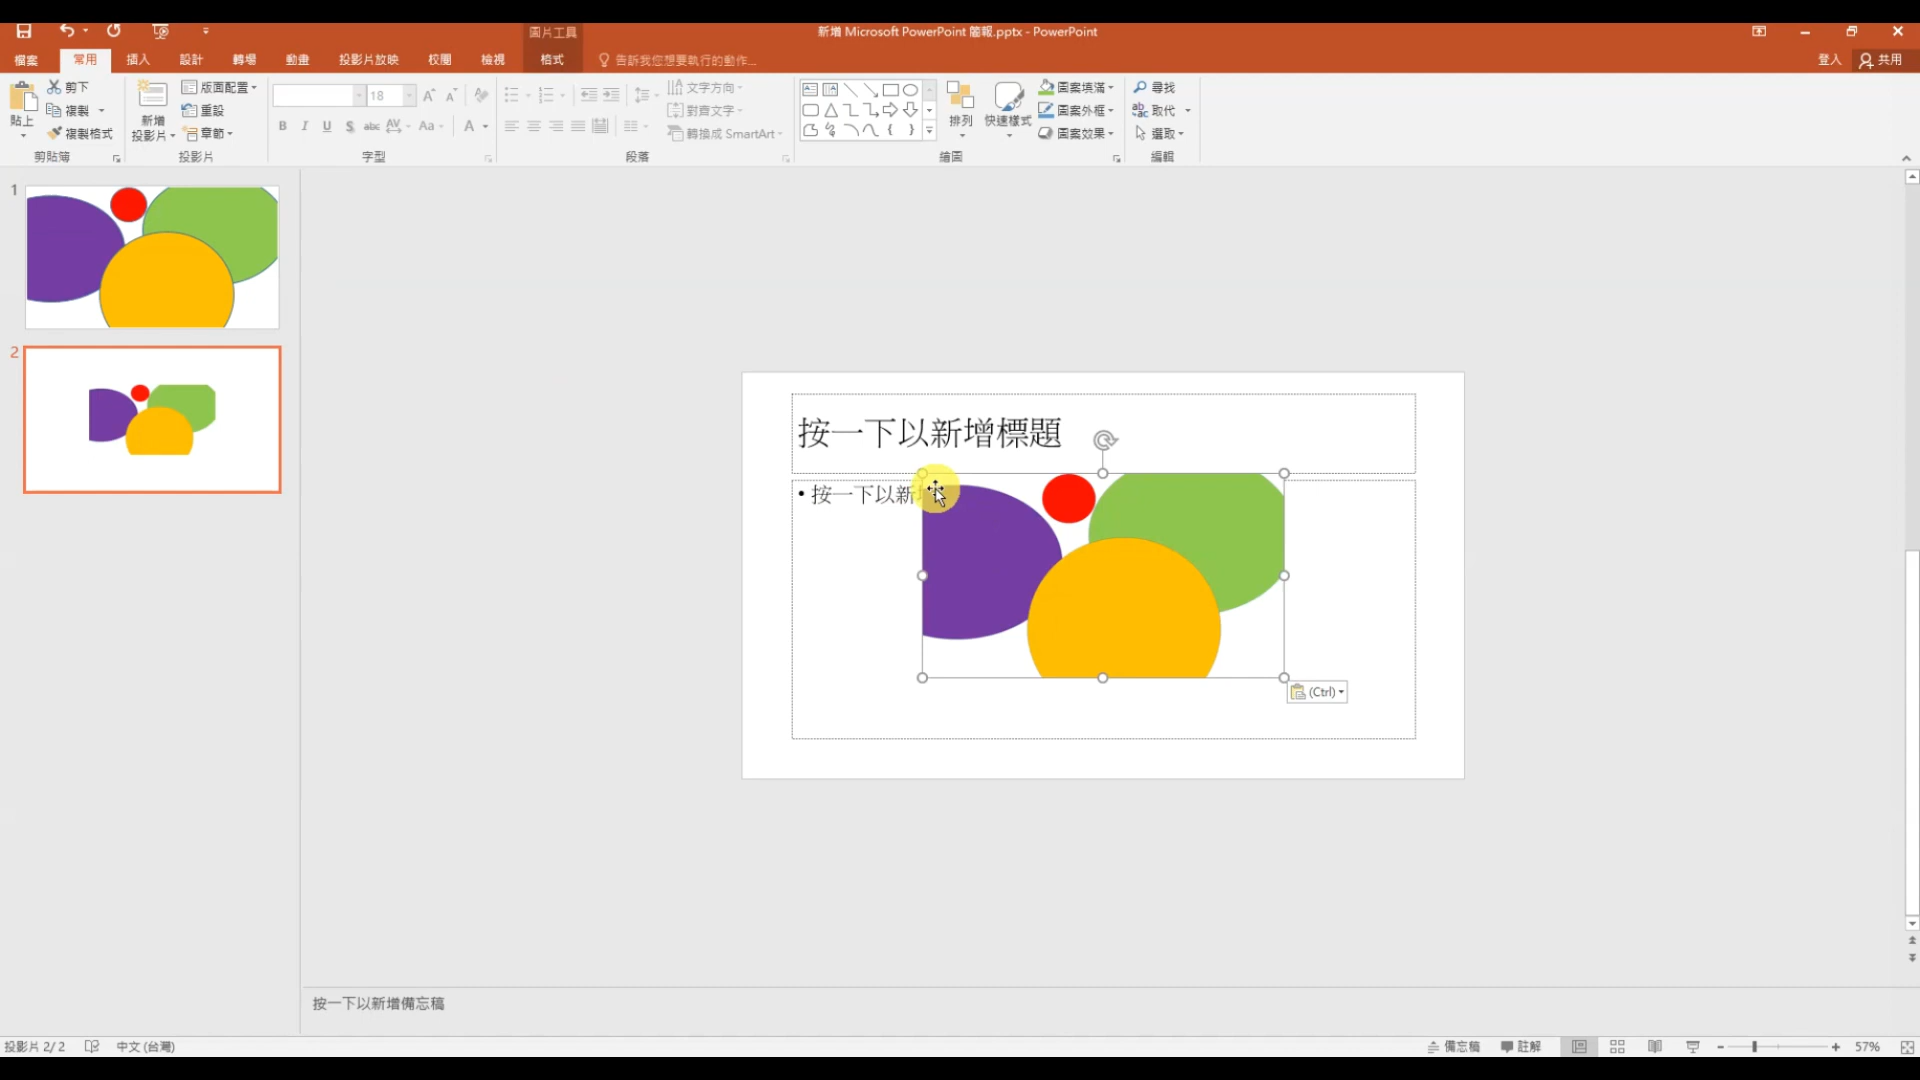 圖片工具
新增 Microsoft PowerPoint 簡報.pptx - PowerPoint
檔案 常用 插入 設計 轉場 動畫 投影片放映 校閱 檢視 格式 告訴我您想要執行的動作... 登入 共用
貼上 剪下 複製 複製格式
剪貼簿
新增 投影片 版面配置 重設 章節
投影片
18
B I U S abc AV Aa A
字型
文字方向
對齊文字
轉換成 SmartArt
段落
排列 快速樣式
圖案填滿
圖案外框
圖案效果
繪圖
尋找
取代
選取
編輯
1
2
按一下以新增標題
• 按一下以新
(Ctrl)
按一下以新增備忘稿
投影片 2/2 中文 (台灣) 備忘稿 註解 57%